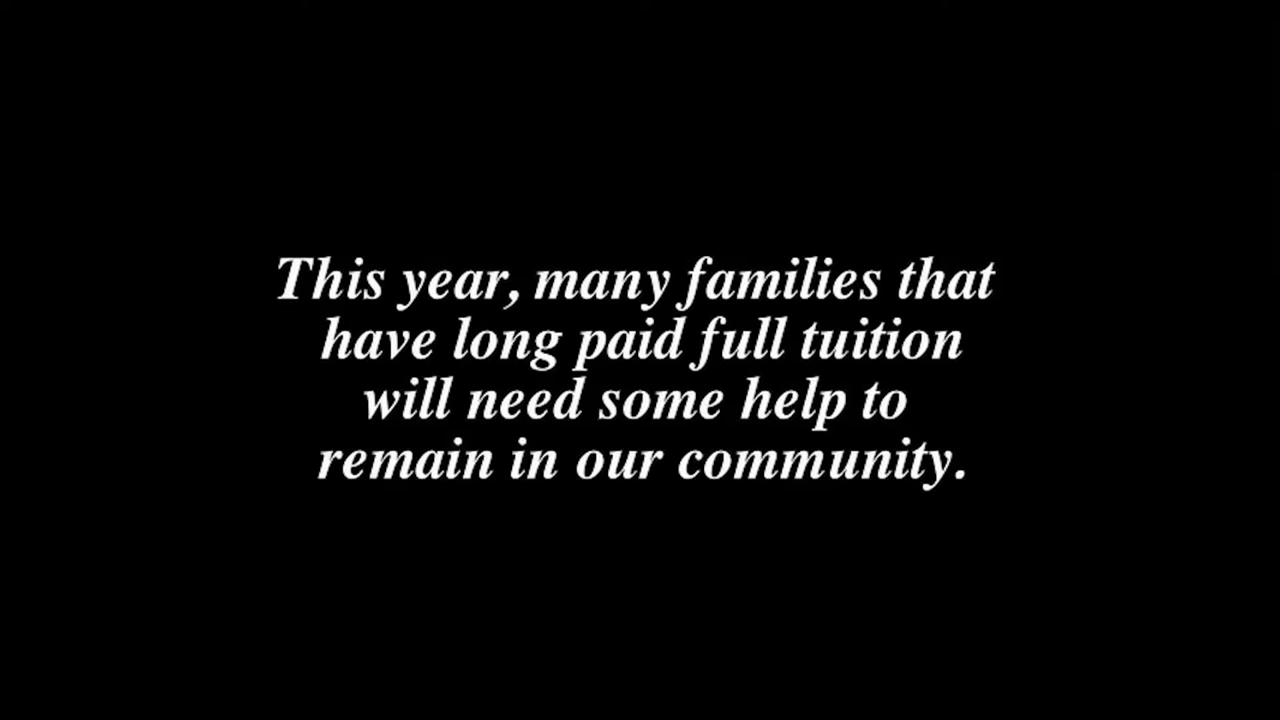 This year, many families that
have long paid full tuition
will need some help to
remain in our community.